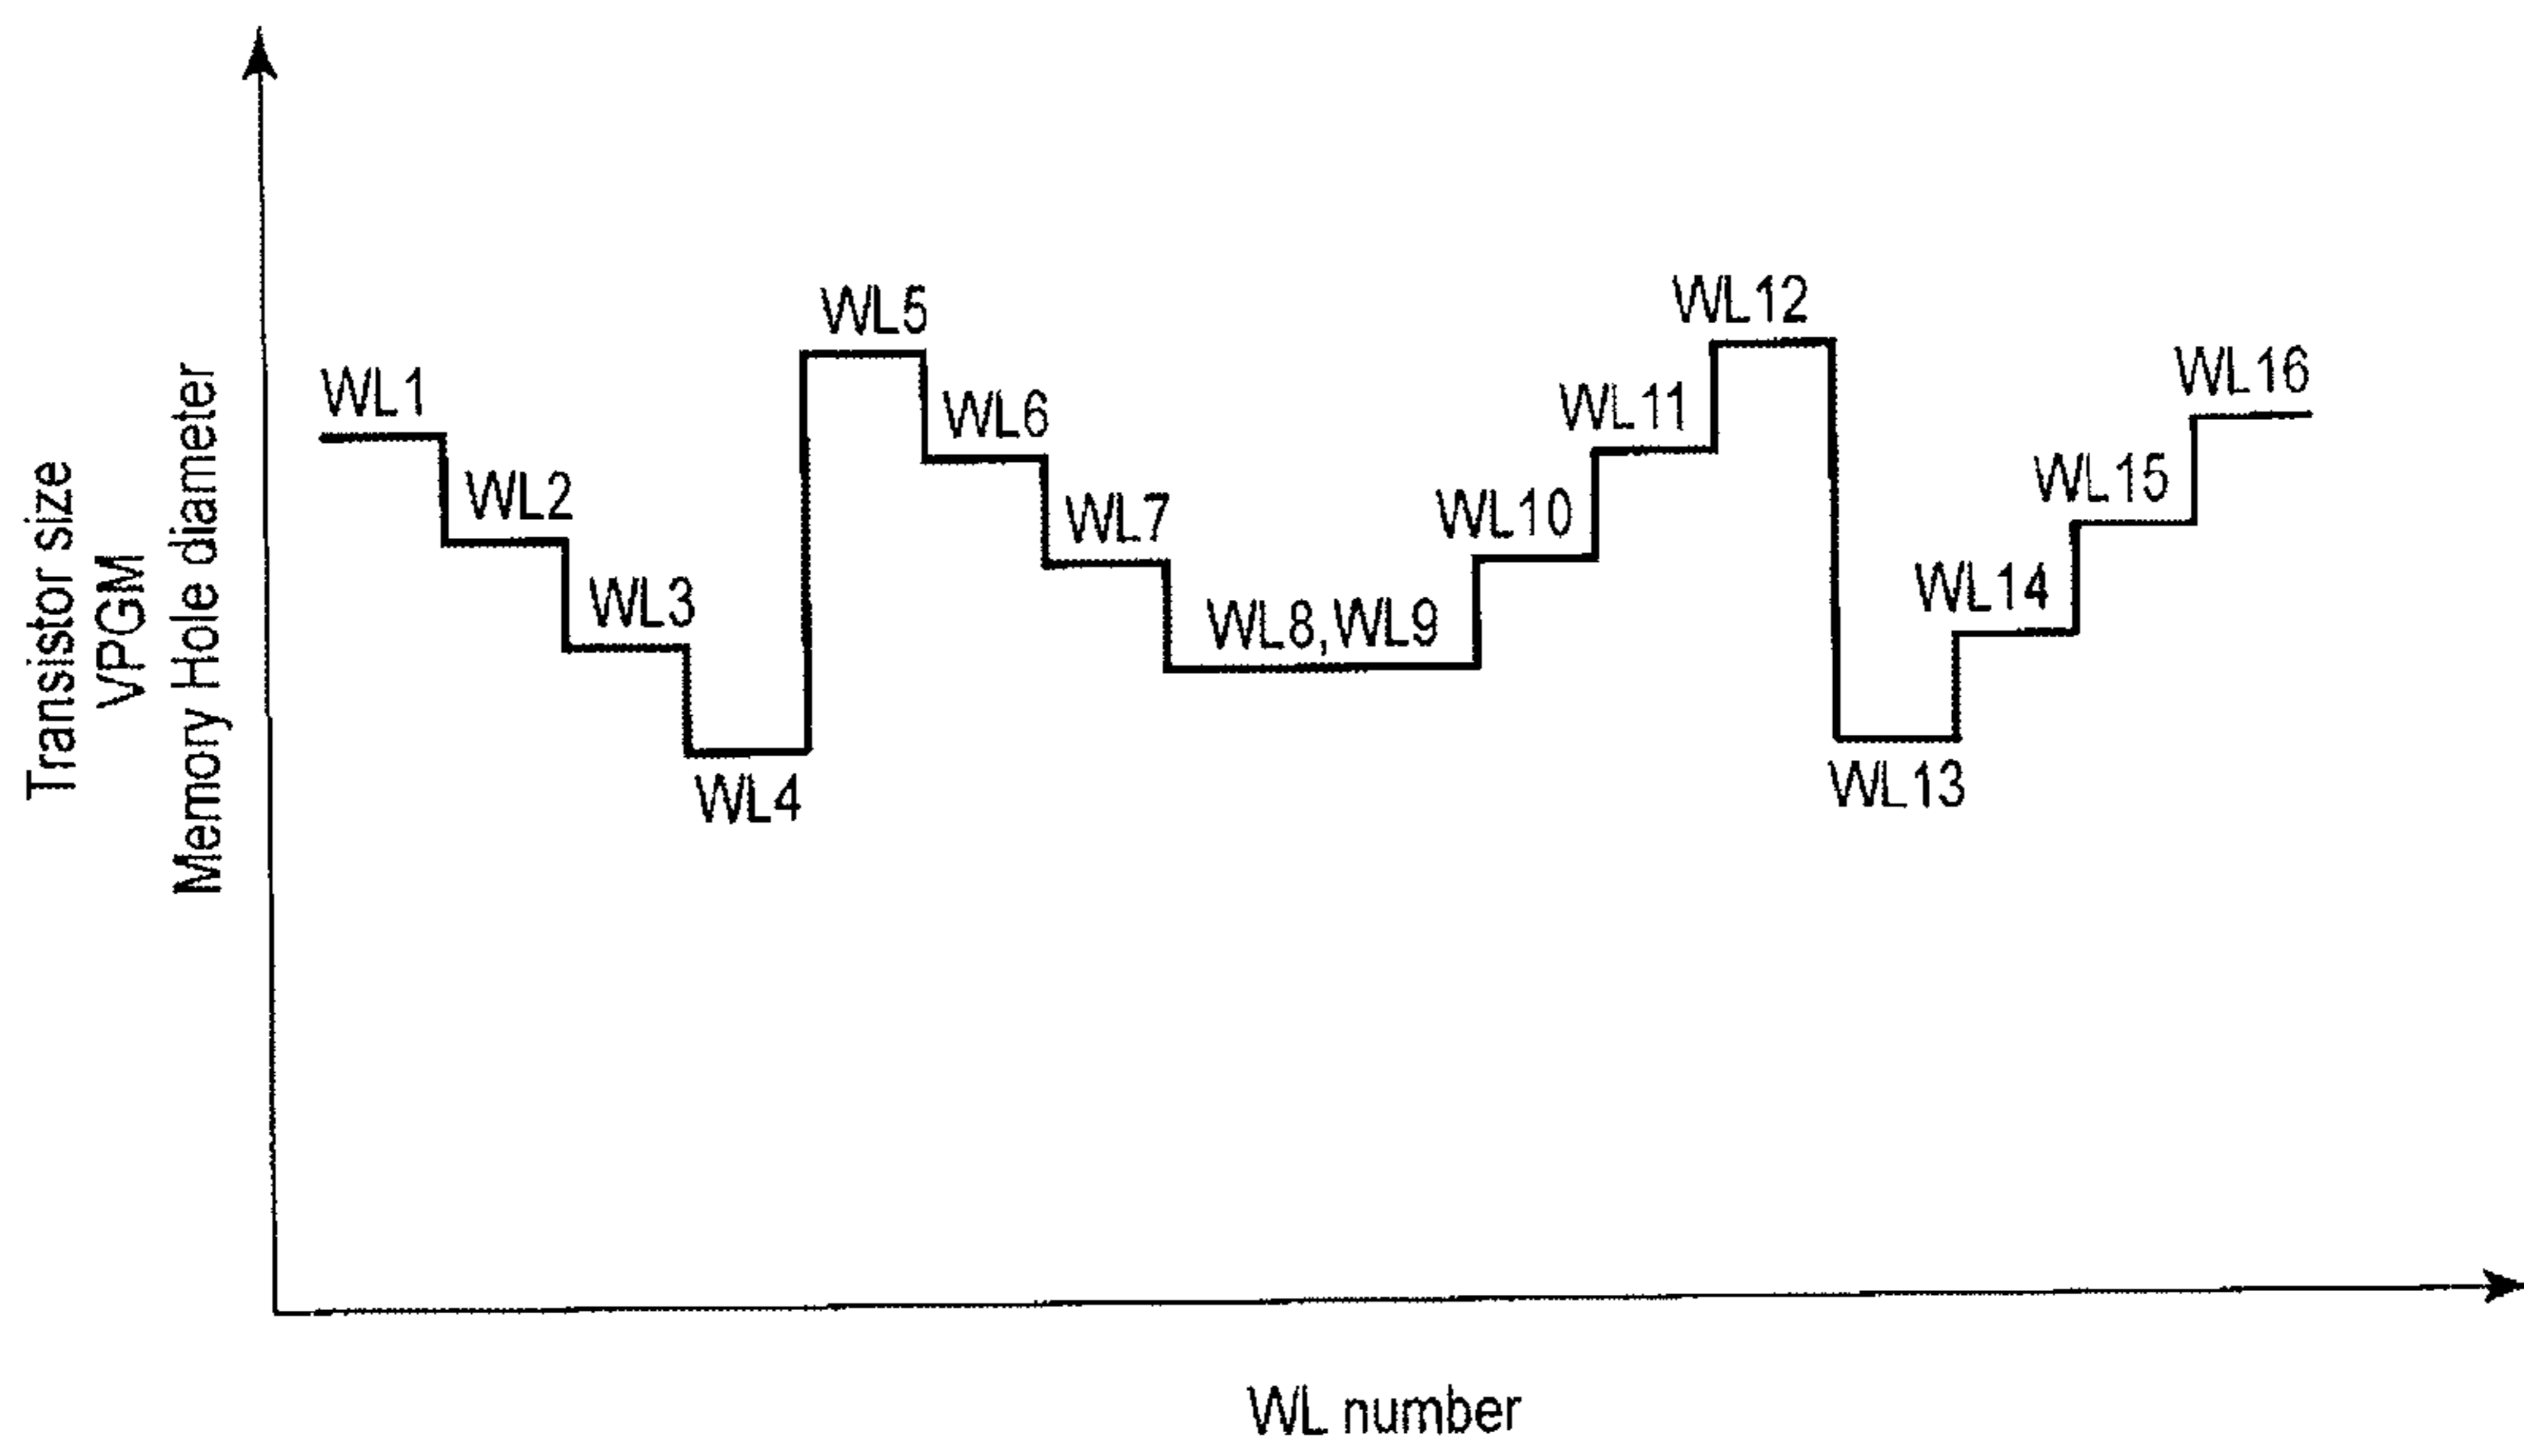 Transistor size
VPGM
Memory Hole diameter
WL1
WL2
WL3
WL4
WL5
WL6
WL7
WL8,WL9
WL10
WL11
WL12
WL13
WL14
WL15
WL16
WL number